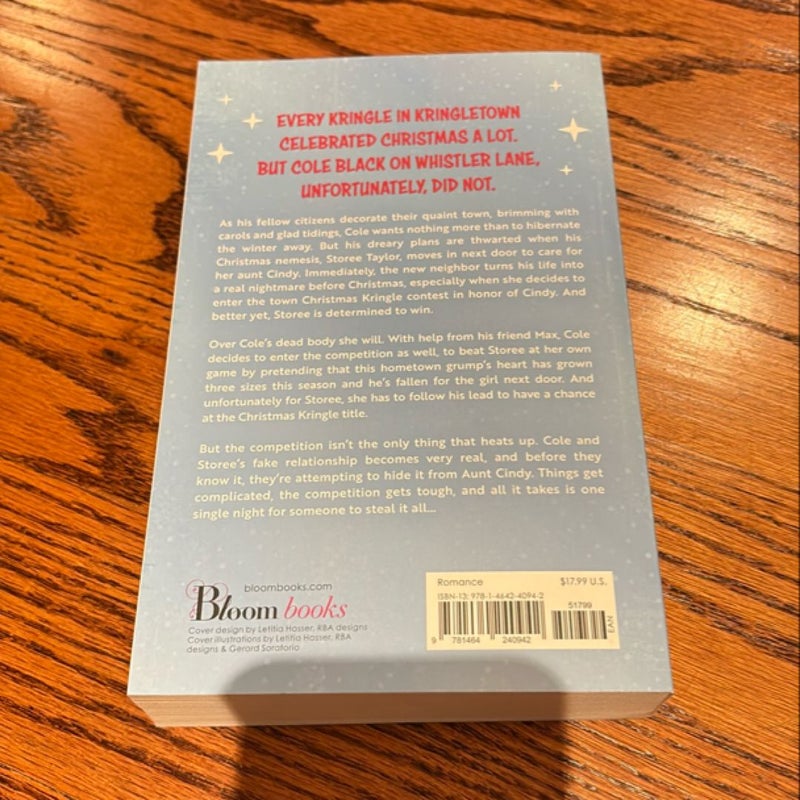 EVERY KRINGLE IN KRINGLETOWN
CELEBRATED CHRISTMAS A LOT.
BUT COLE BLACK ON WHISTLER LANE,
UNFORTUNATELY, DID NOT.
As his fellow citizens decorate their quaint town, brimming with
carols and glad tidings, Cole wants nothing more than to hibernate
the winter away. But his dreary plans are thwarted when his
Christmas nemesis, Storee Taylor, moves in next door to care for
her aunt Cindy. Immediately, the new neighbor turns his life into
a real nightmare before Christmas, especially when she decides to
enter the town Christmas Kringle contest in honor of Cindy. And
better yet, Storee is determined to win.
Over Cole's dead body she will. With help from his friend Max, Cole
decides to enter the competition as well, to beat Storee at her own
game by pretending that this hometown grump's heart has grown
three sizes this season and he's fallen for the girl next door. And
unfortunately for Storee, she has to follow his lead to have a chance
at the Christmas Kringle title.
But the competition isn't the only thing that heats up. Cole and
Storee's fake relationship becomes very real, and before they
know it, they're attempting to hide it from Aunt Cindy. Things get
complicated, the competition gets tough, and all it takes is one
single night for someone to steal it all...
bloombooks.com
Bloom books
Cover design by Letitia Hasser, RBA designs
Cover illustrations by Letitia Hasser, RBA
designs & Gerard Soratorio
Romance $17.99 U.S.
ISBN-13: 978-1-4642-4094-2
51799
9 781464 240942
EAN